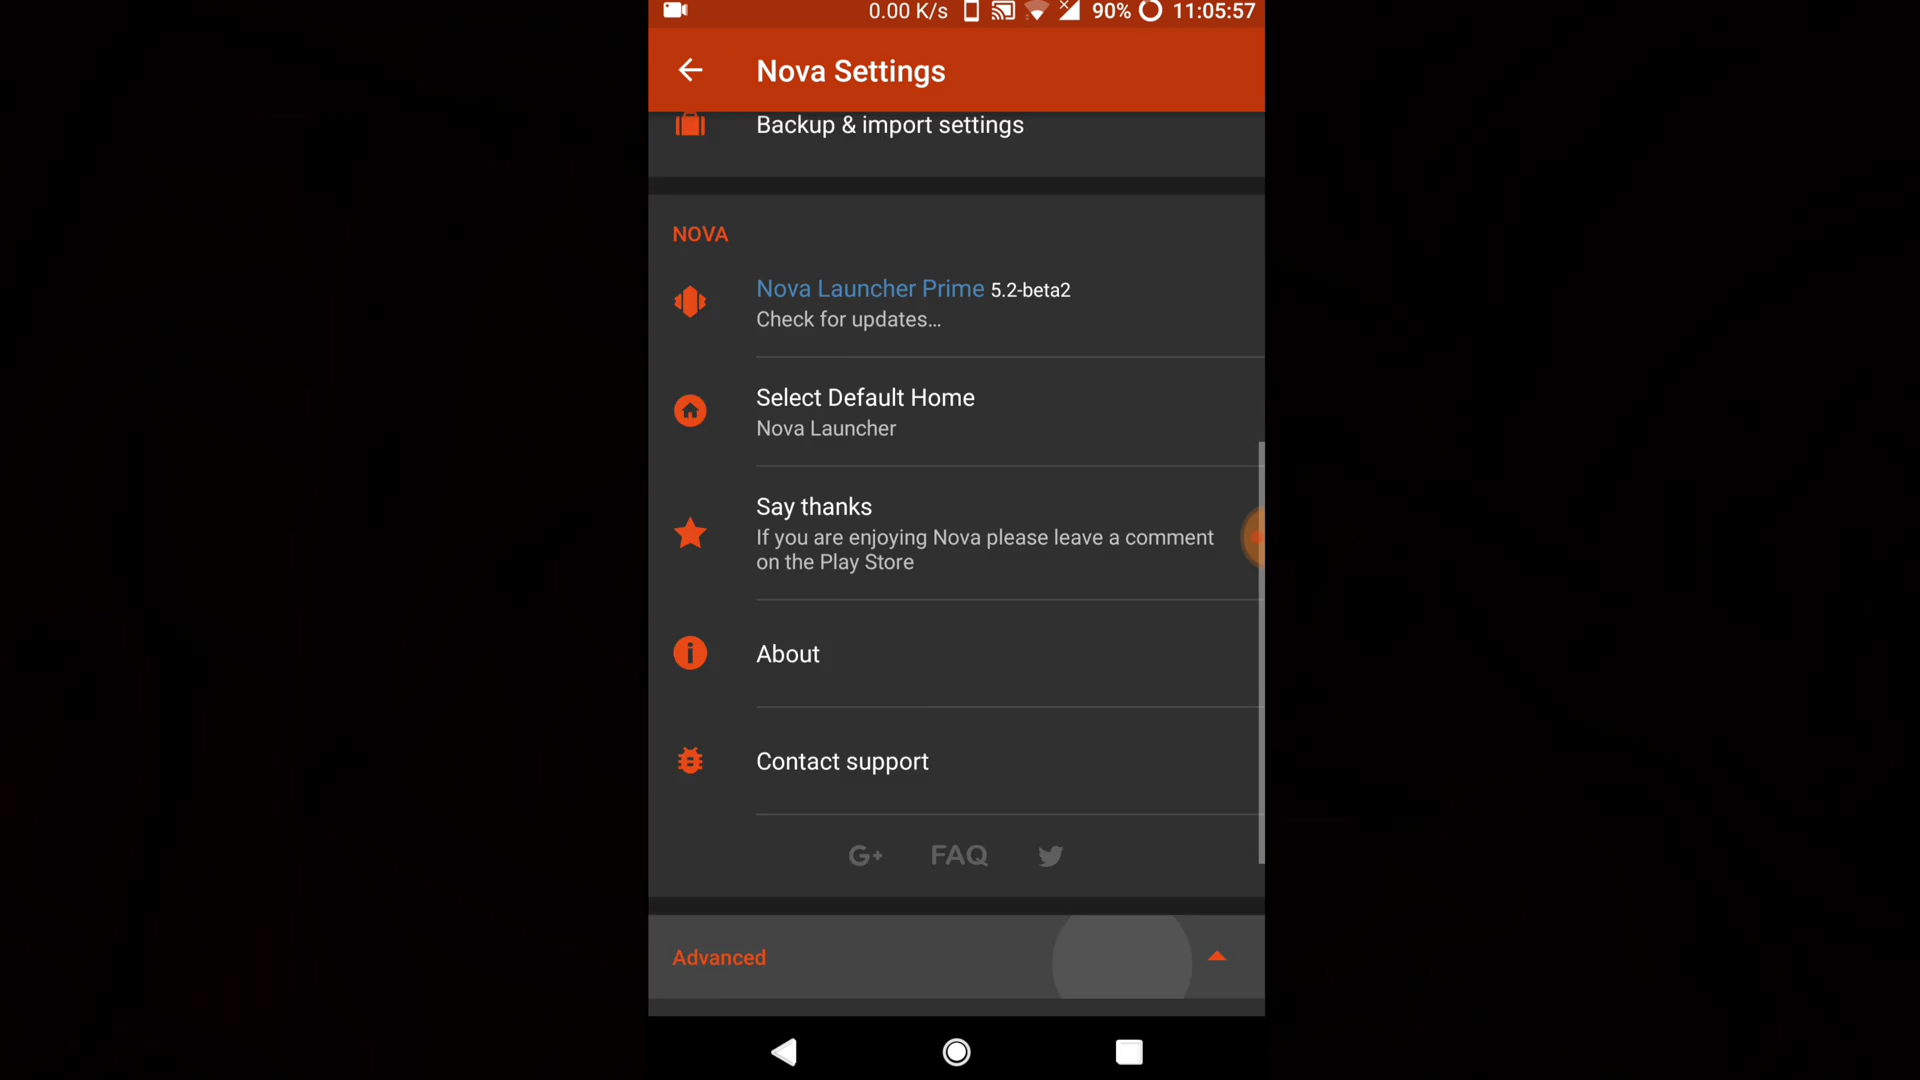 0.00 K/s 90% 11:05:57
Nova Settings
Backup & import settings
NOVA
Nova Launcher Prime 5.2-beta2
Check for updates...
Select Default Home
Nova Launcher
Say thanks
If you are enjoying Nova please leave a comment
on the Play Store
About
Contact support
G+ FAQ
Advanced